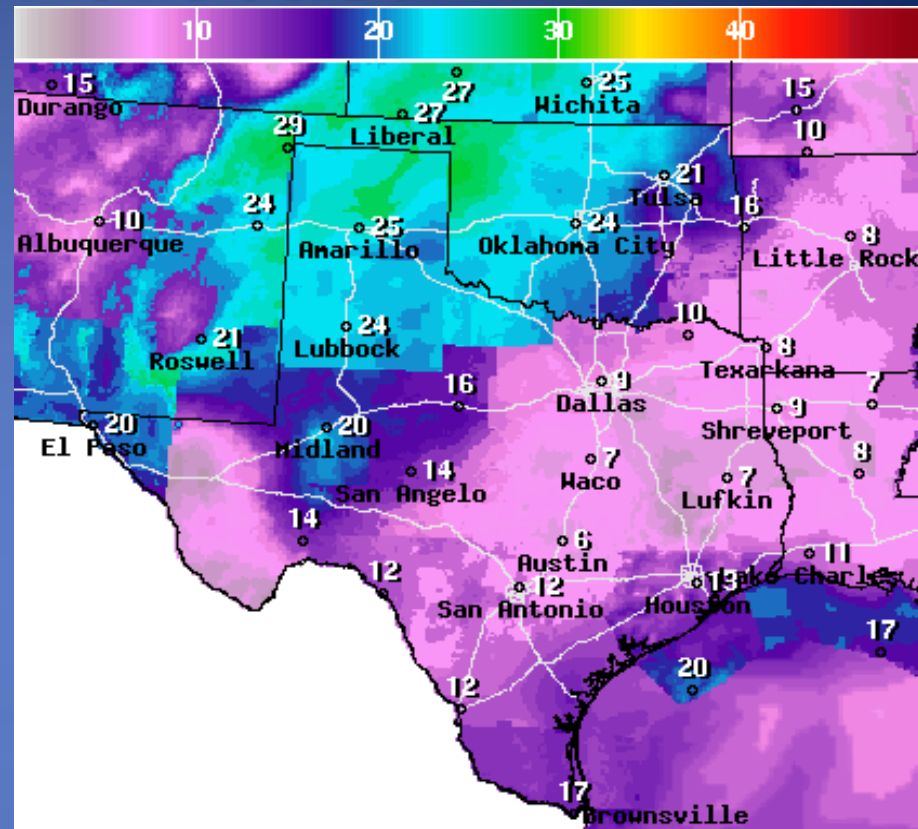 10 20 30 40
15
Durango
27
25
Wichita
15
27
Liberal
10
29
21
Tulsa
10
Albuquerque
24
25
Amarillo
24
Oklahoma City
16
8
Little Rock
21
Roswell
24
Lubbock
10
8
Texarkana
9
Dallas
7
16
9
Shreveport
20
El Paso
20
Midland
14
San Angelo
7
Waco
7
Lufkin
8
14
6
Austin
11
12
12
San Antonio
13
Houston
Lake Charles
17
20
12
17
Brownsville